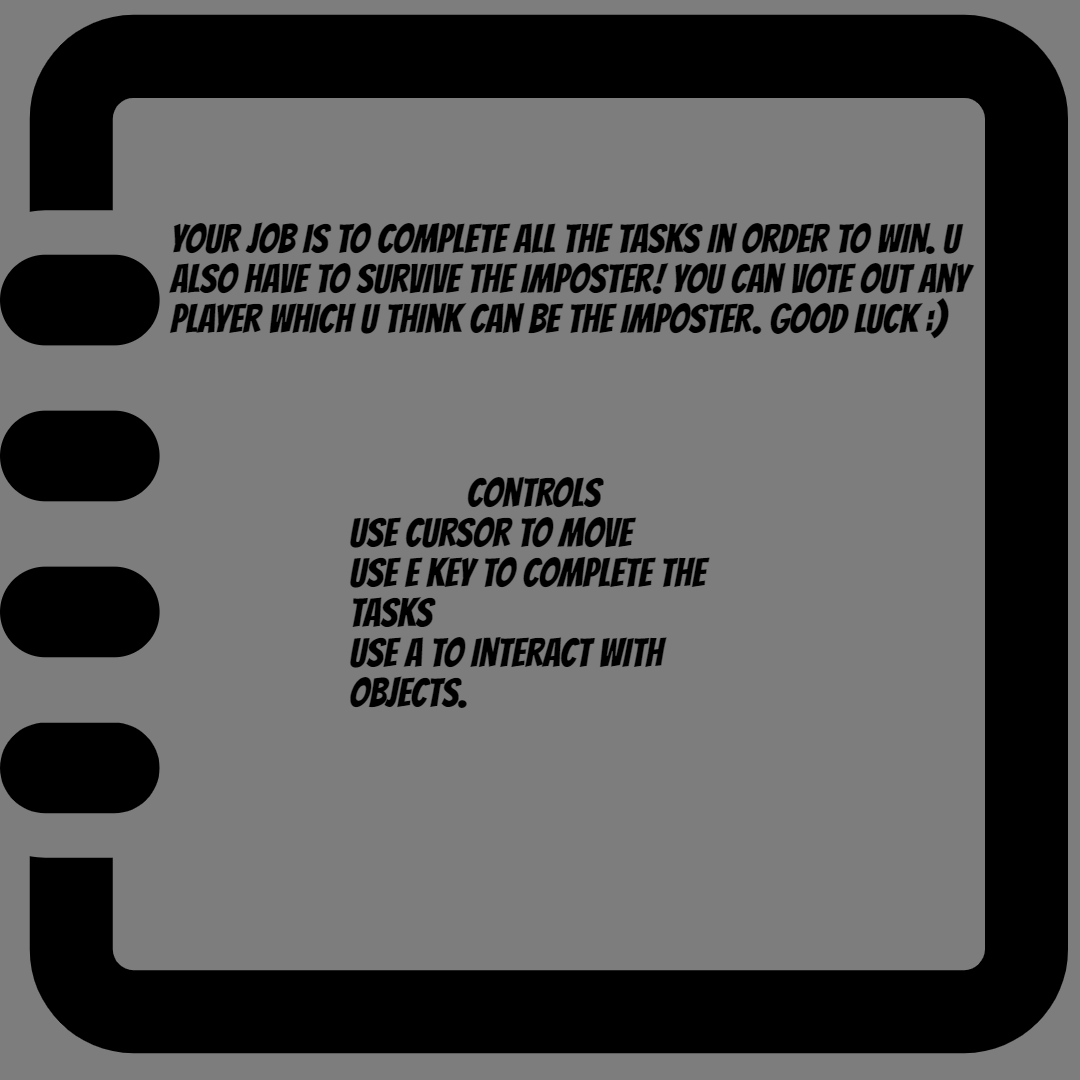 YOUR JOB IS TO COMPLETE ALL THE TASKS IN ORDER TO WIN. U
ALSO HAVE TO SURVIVE THE IMPOSTER! YOU CAN VOTE OUT ANY
PLAYER WHICH U THINK CAN BE THE IMPOSTER. GOOD LUCK :)
CONTROLS
USE CURSOR TO MOVE
USE E KEY TO COMPLETE THE
TASKS
USE A TO INTERACT WITH
OBJECTS.